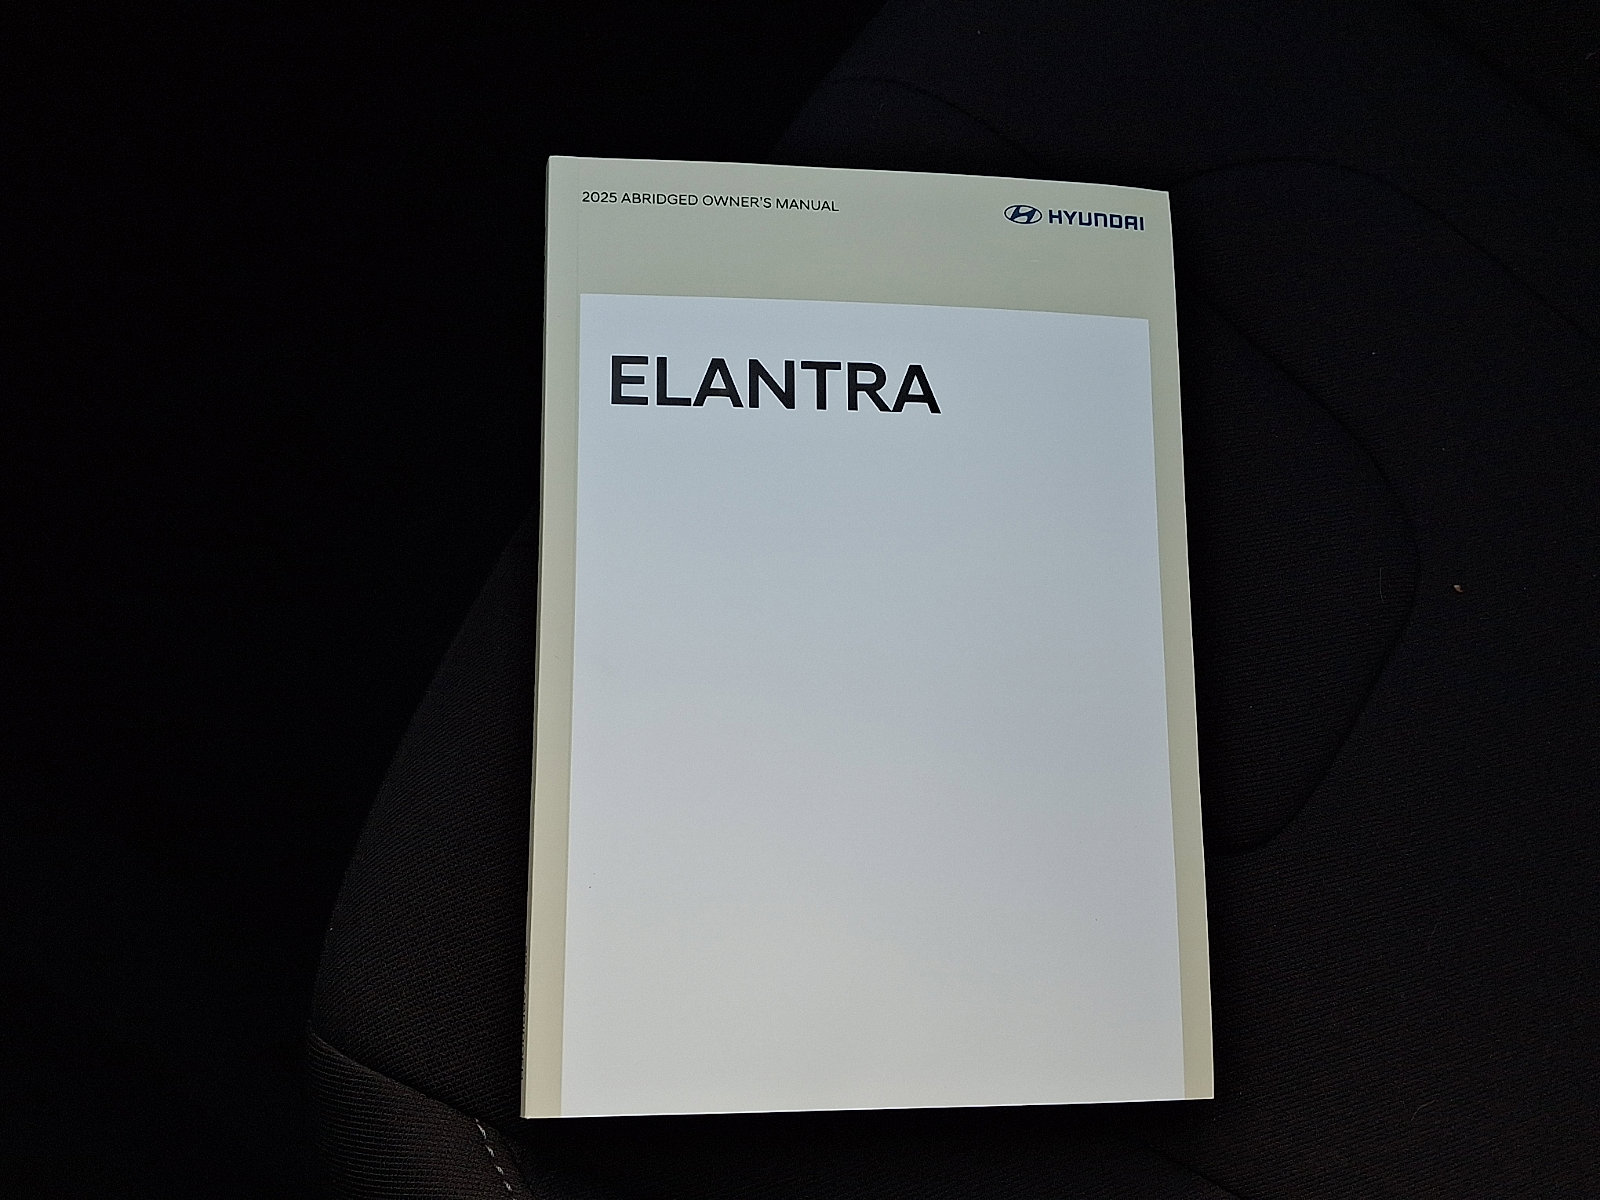 2025 ABRIDGED OWNER'S MANUAL
HYUNDAI
ELANTRA